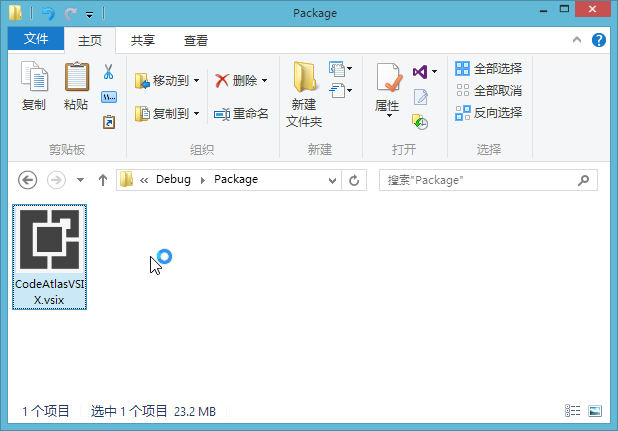 Package
文件 主页 共享 查看
复制
粘贴
移动到
复制到
删除
重命名
新建
文件夹
属性
全部选择
全部取消
反向选择
剪贴板 组织 新建 打开 选择
« Debug Package
搜索"Package"
CodeAtlasVSI
X.vsix
1 个项目 选中 1 个项目 23.2 MB